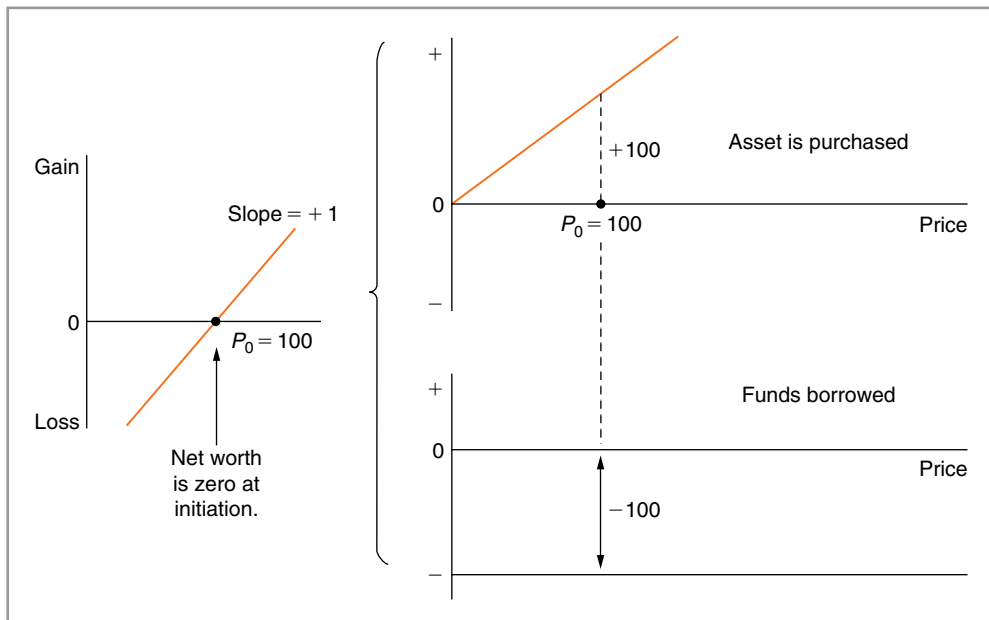 Gain
Slope = + 1
0
P0 = 100
Loss
Net worth
is zero at
initiation.
+
+100
Asset is purchased
0
P0 = 100
Price
−
+
Funds borrowed
0
Price
−100
−